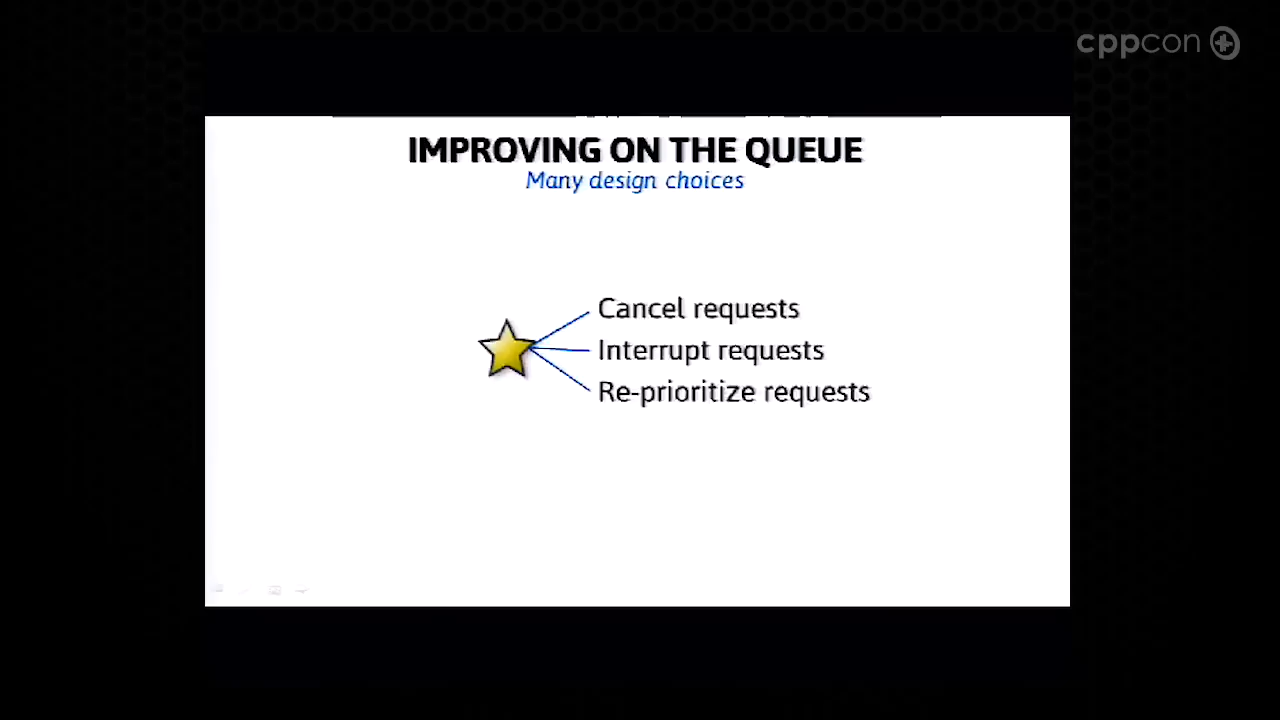 cppcon
IMPROVING ON THE QUEUE
Many design choices
Cancel requests
Interrupt requests
Re-prioritize requests